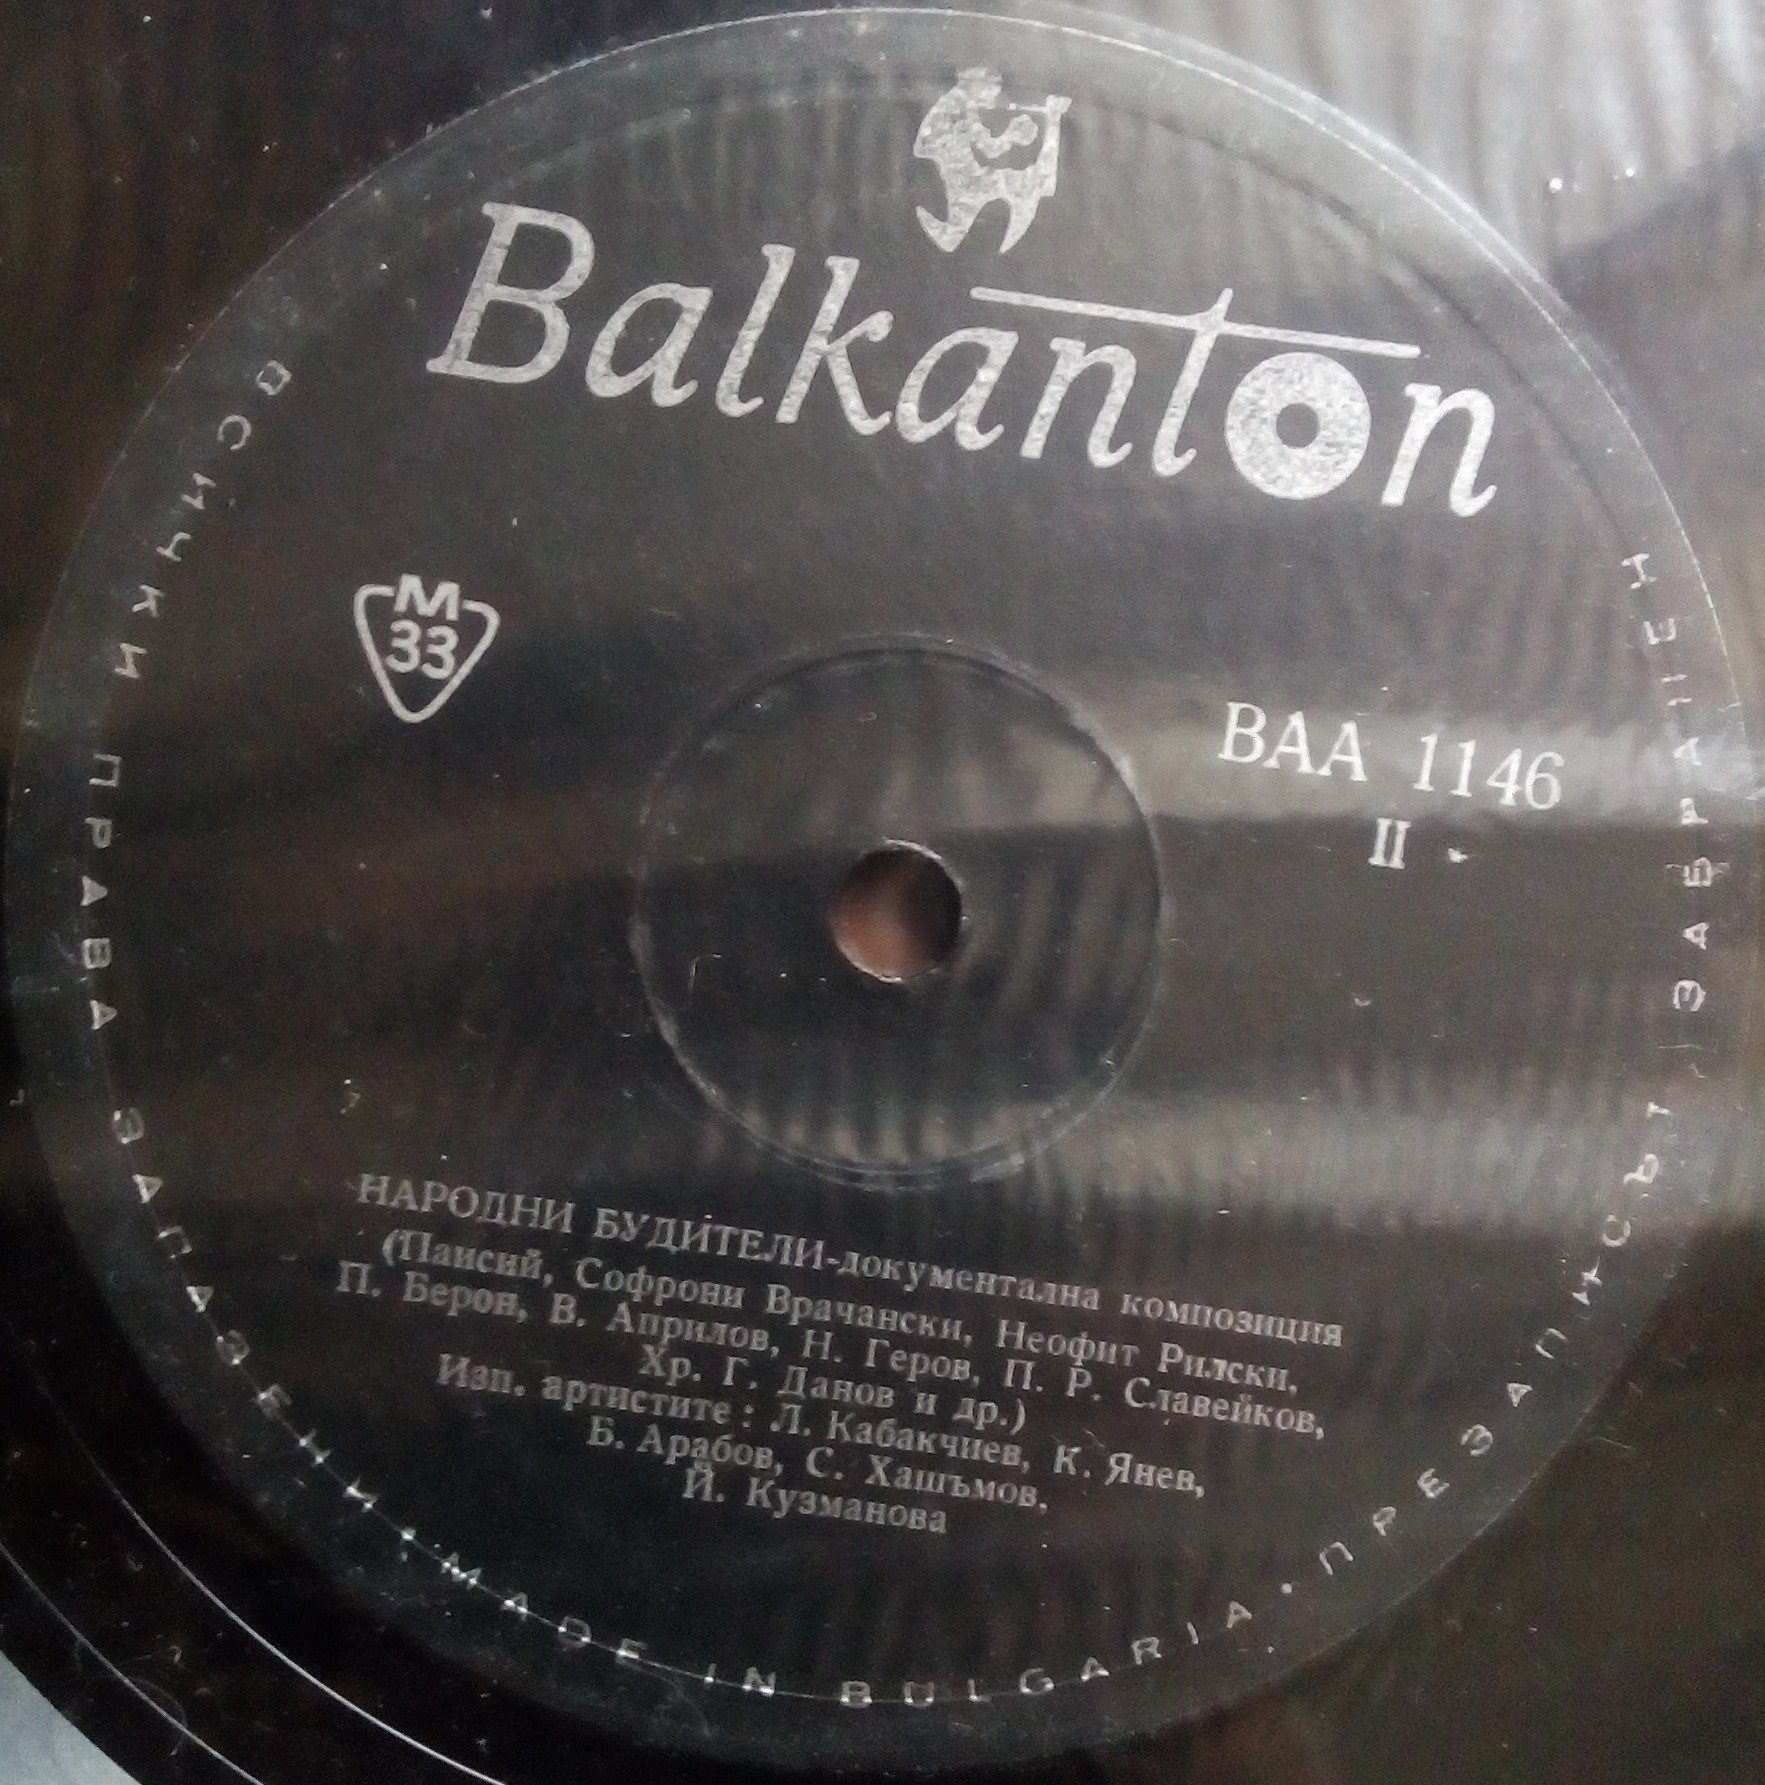 Balkanton
М
33
ВАА 1146
II
НАРОДНИ БУДИТЕЛИ-документална композиция
(Паисий, Софрони Врачански, Неофит Рилски,
П. Берон, В. Априлов, Н. Геров, П. Р. Славейков,
Хр. Г. Данов и др.)
Изп. артистите : Л. Кабакчиев, К. Янев,
Б. Арабов, С. Хашъмов,
Й. Кузманова
ВСИЧКИ ПРАВА ЗАПАЗЕНИ • MADE IN BULGARIA • ПРЕЗАПИСЪТ ЗАБРАНЕН